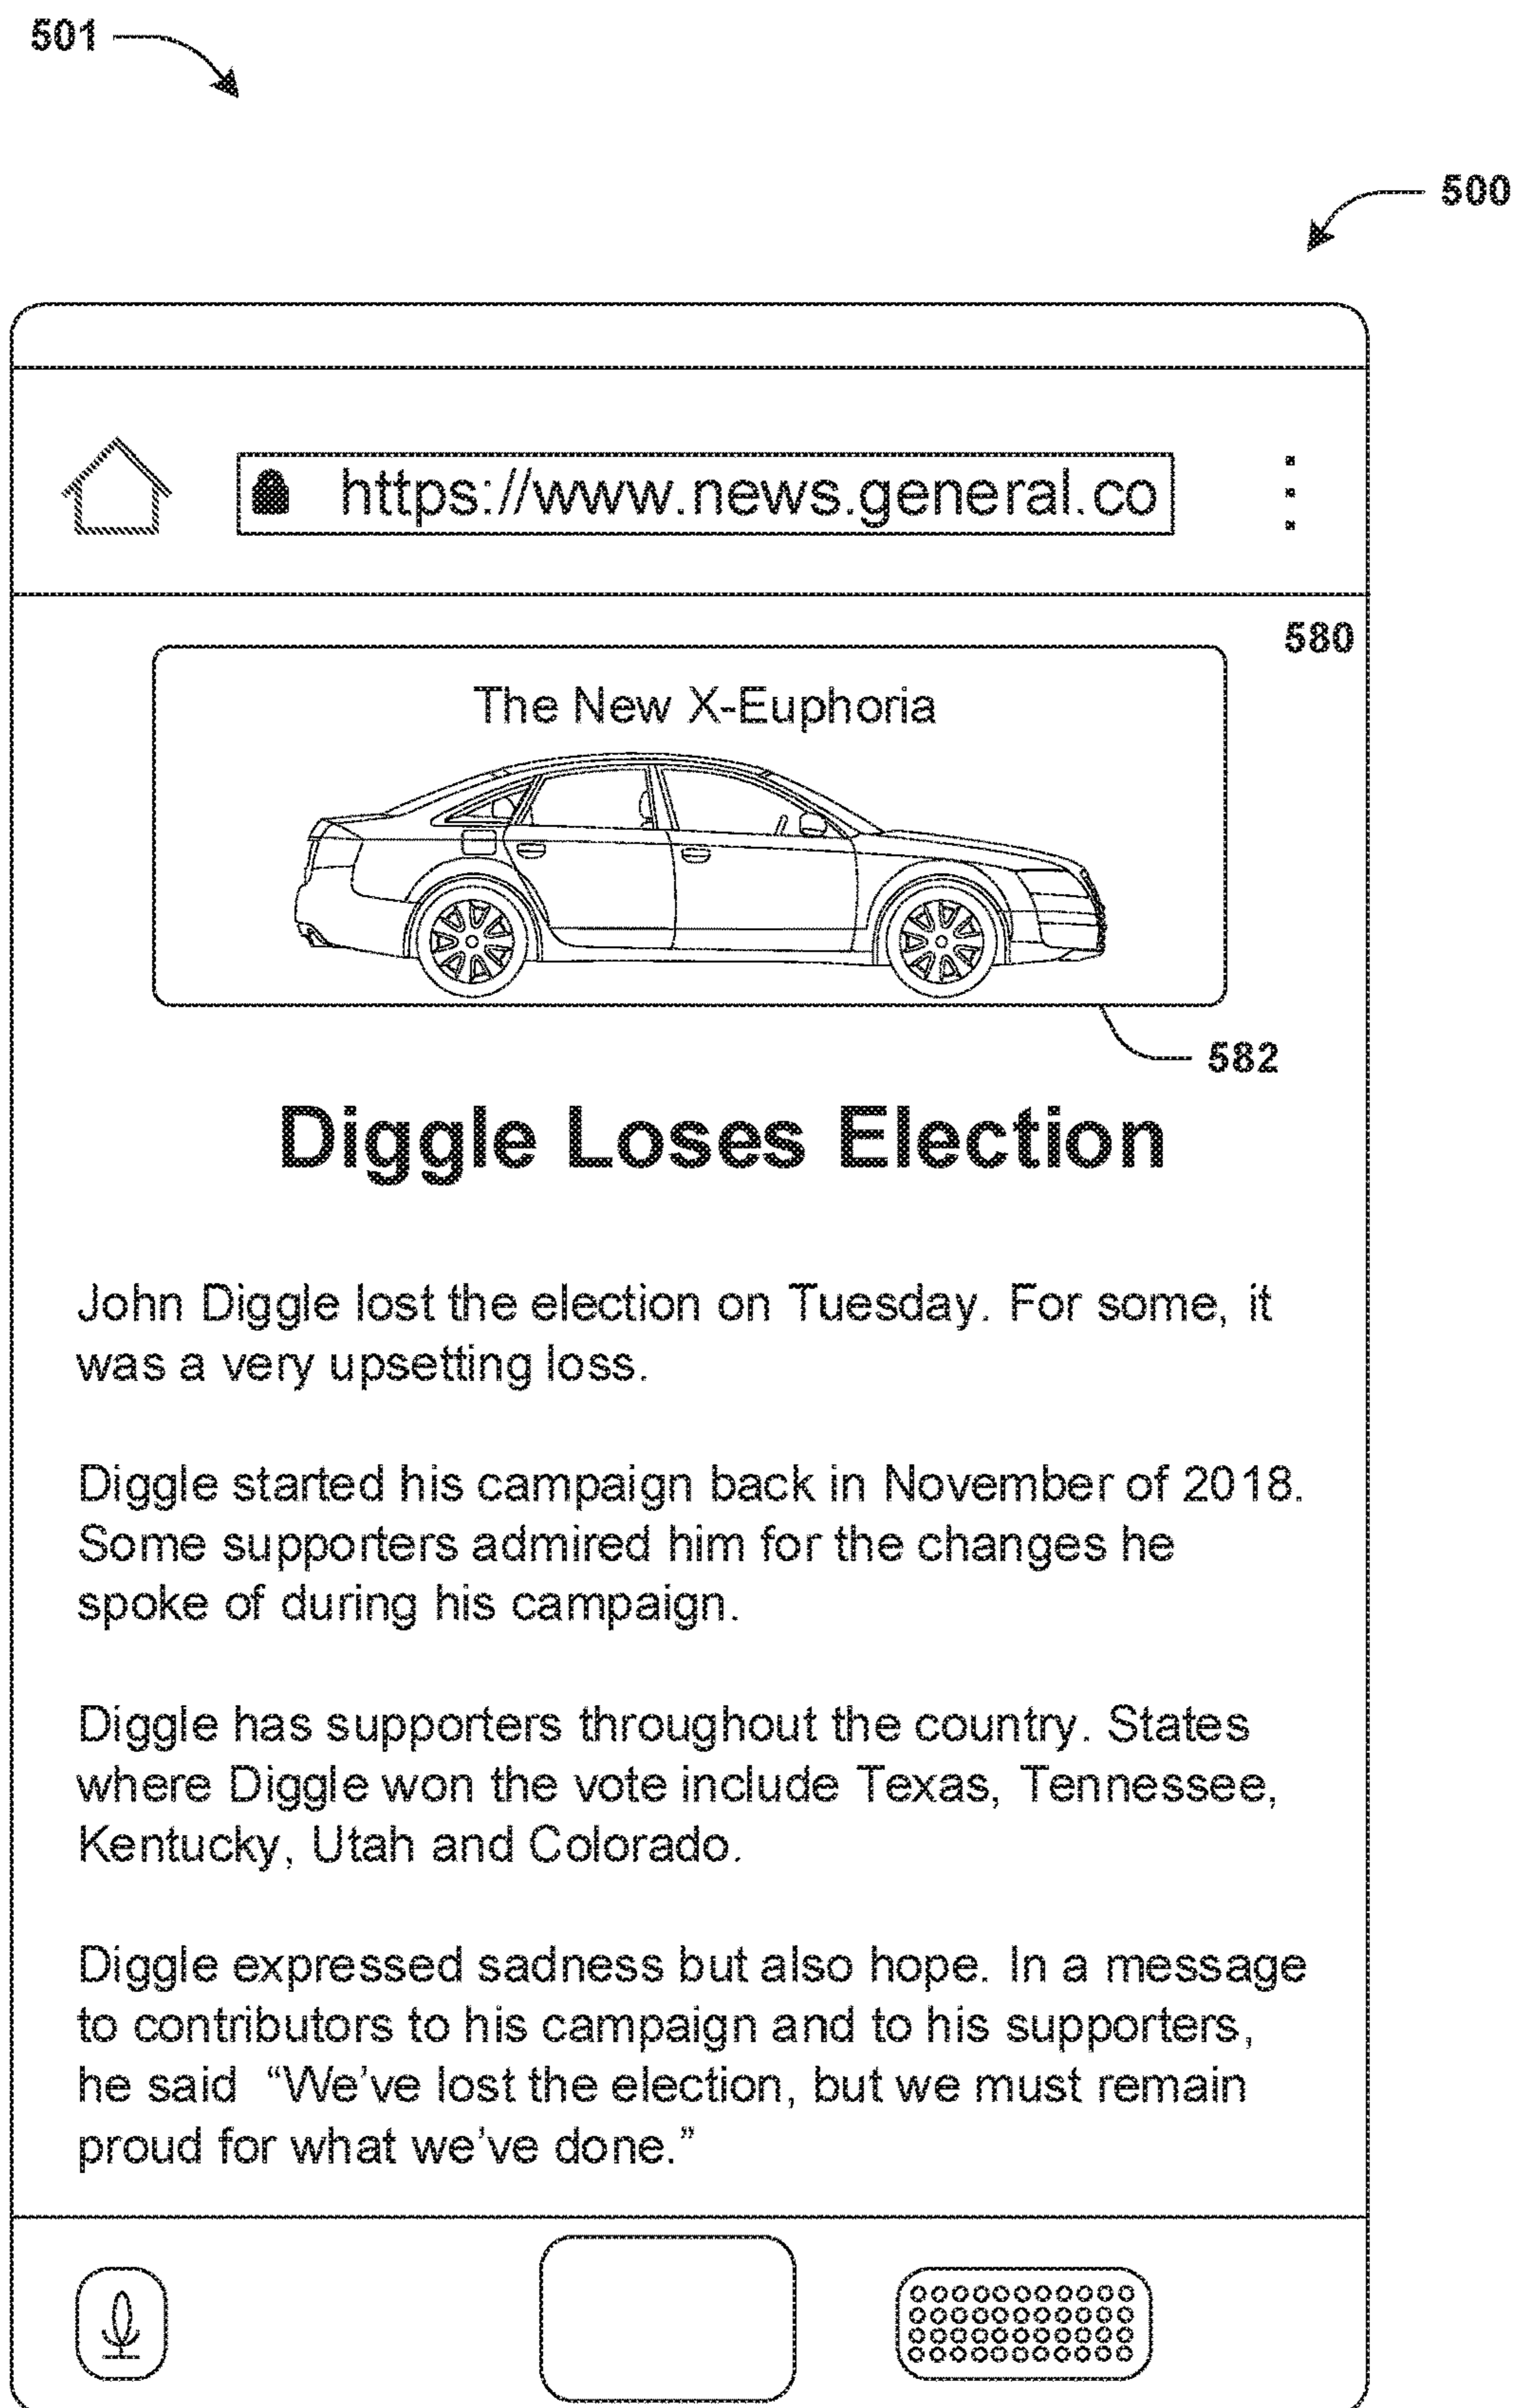 501
500
https://www.news.general.co
580
The New X-Euphoria
582
Diggle Loses Election
John Diggle lost the election on Tuesday. For some, it
was a very upsetting loss.
Diggle started his campaign back in November of 2018.
Some supporters admired him for the changes he
spoke of during his campaign.
Diggle has supporters throughout the country. States
where Diggle won the vote include Texas, Tennessee,
Kentucky, Utah and Colorado.
Diggle expressed sadness but also hope. In a message
to contributors to his campaign and to his supporters,
he said “We’ve lost the election, but we must remain
proud for what we’ve done.”